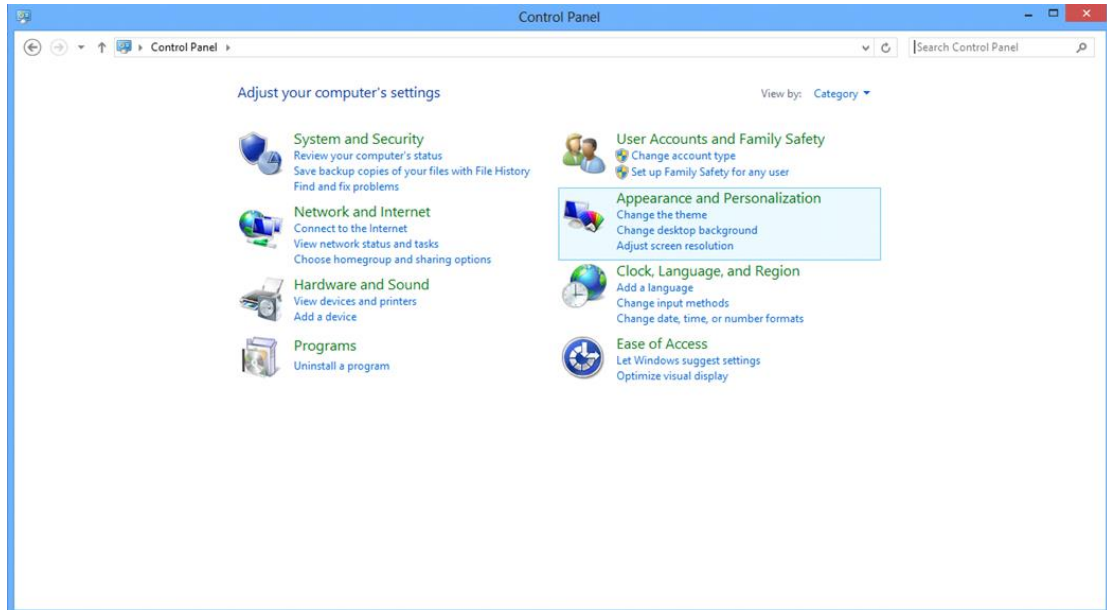 Control Panel
Control Panel
Search Control Panel
Adjust your computer's settings
View by: Category
System and Security
Review your computer's status
Save backup copies of your files with File History
Find and fix problems
Network and Internet
Connect to the Internet
View network status and tasks
Choose homegroup and sharing options
Hardware and Sound
View devices and printers
Add a device
Programs
Uninstall a program
User Accounts and Family Safety
Change account type
Set up Family Safety for any user
Appearance and Personalization
Change the theme
Change desktop background
Adjust screen resolution
Clock, Language, and Region
Add a language
Change input methods
Change date, time, or number formats
Ease of Access
Let Windows suggest settings
Optimize visual display